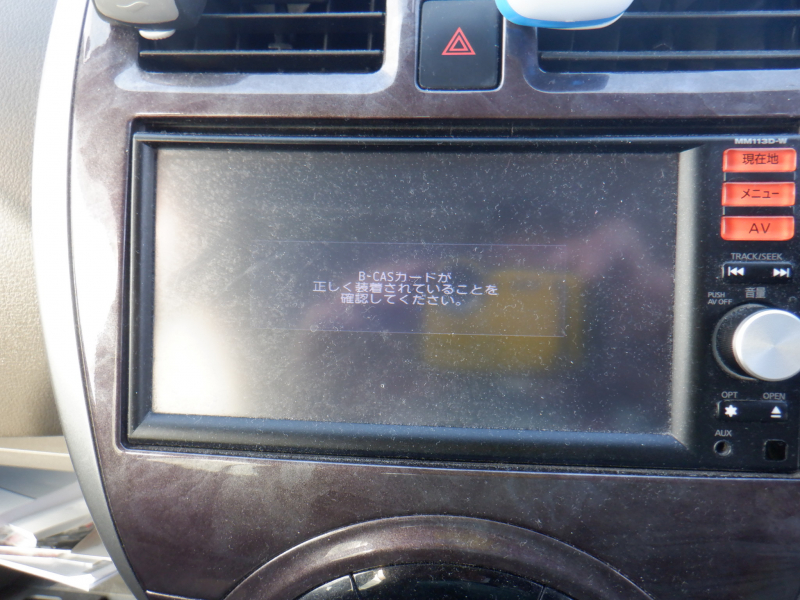 MM113D-W
現在地
メニュー
AV
TRACK/SEEK
B-CASカードが
正しく装着されていることを
確認してください。
PUSH
AV OFF
音量
OPT
OPEN
AUX